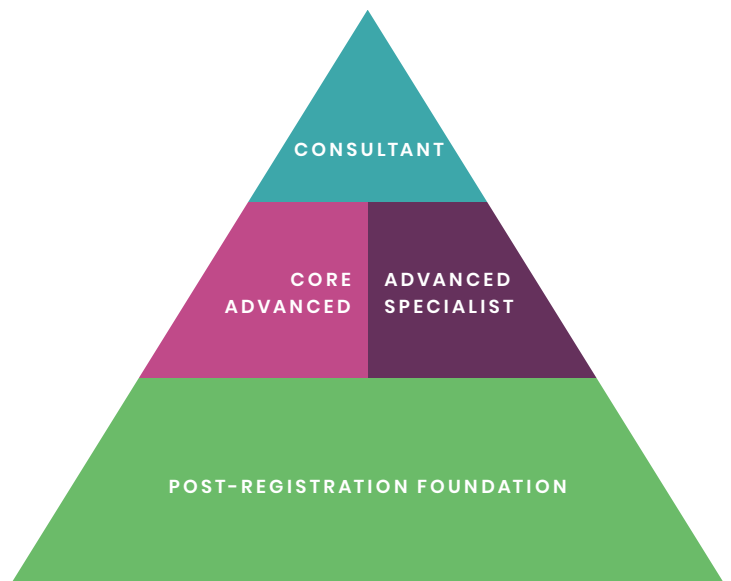 CONSULTANT
CORE
ADVANCED
ADVANCED
SPECIALIST
POST-REGISTRATION FOUNDATION